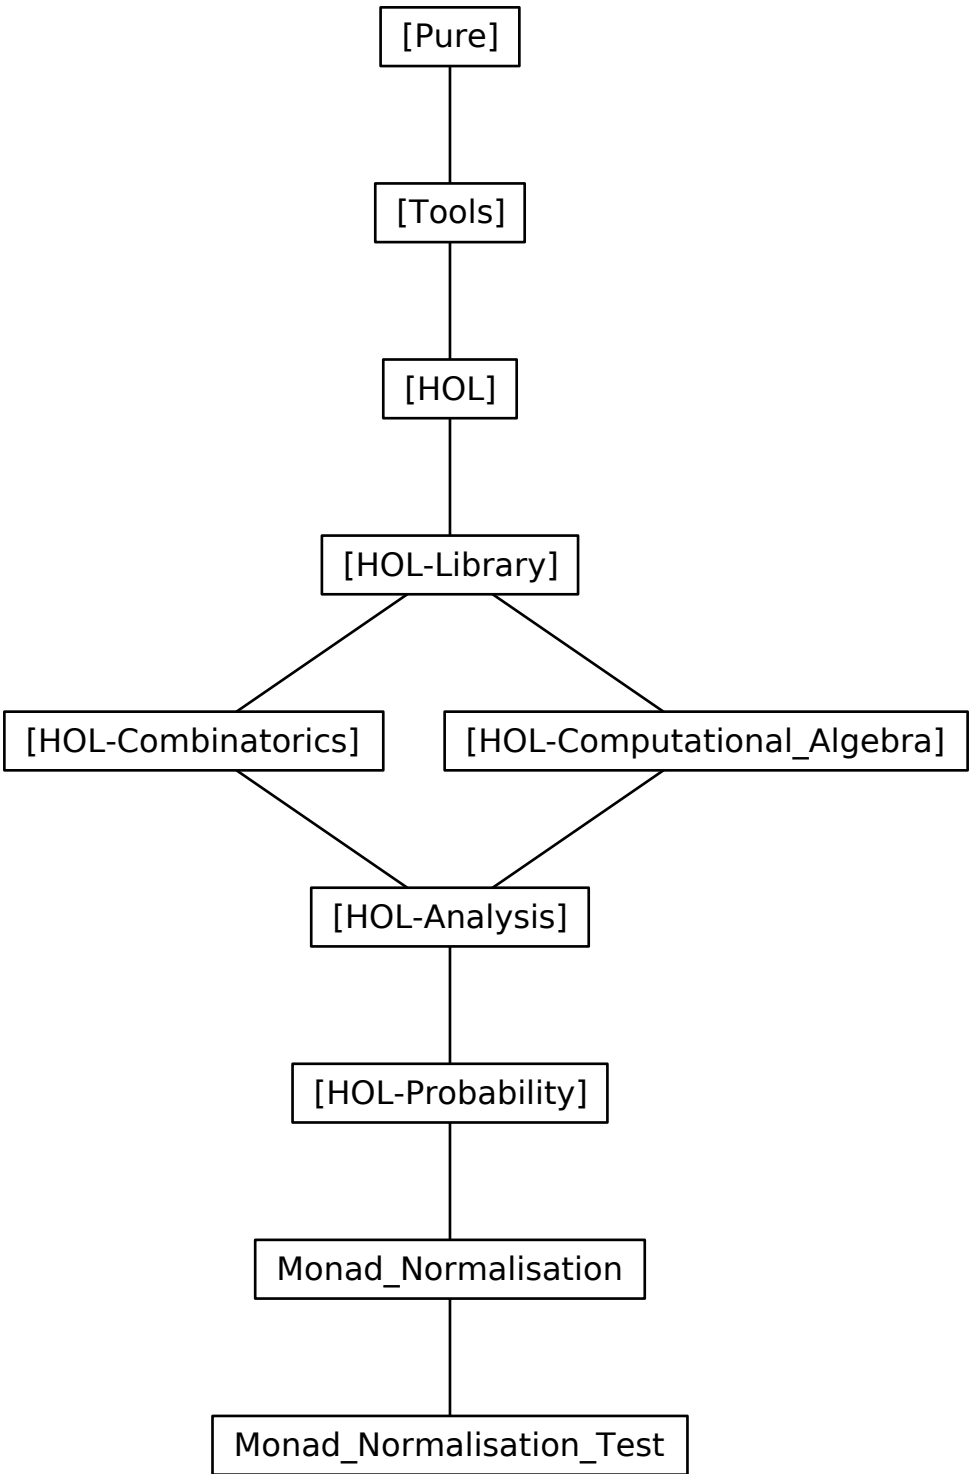 [Pure]
[Tools]
[HOL]
[HOL-Library]
[HOL-Combinatorics]
[HOL-Computational_Algebra]
[HOL-Analysis]
[HOL-Probability]
Monad_Normalisation
Monad_Normalisation_Test